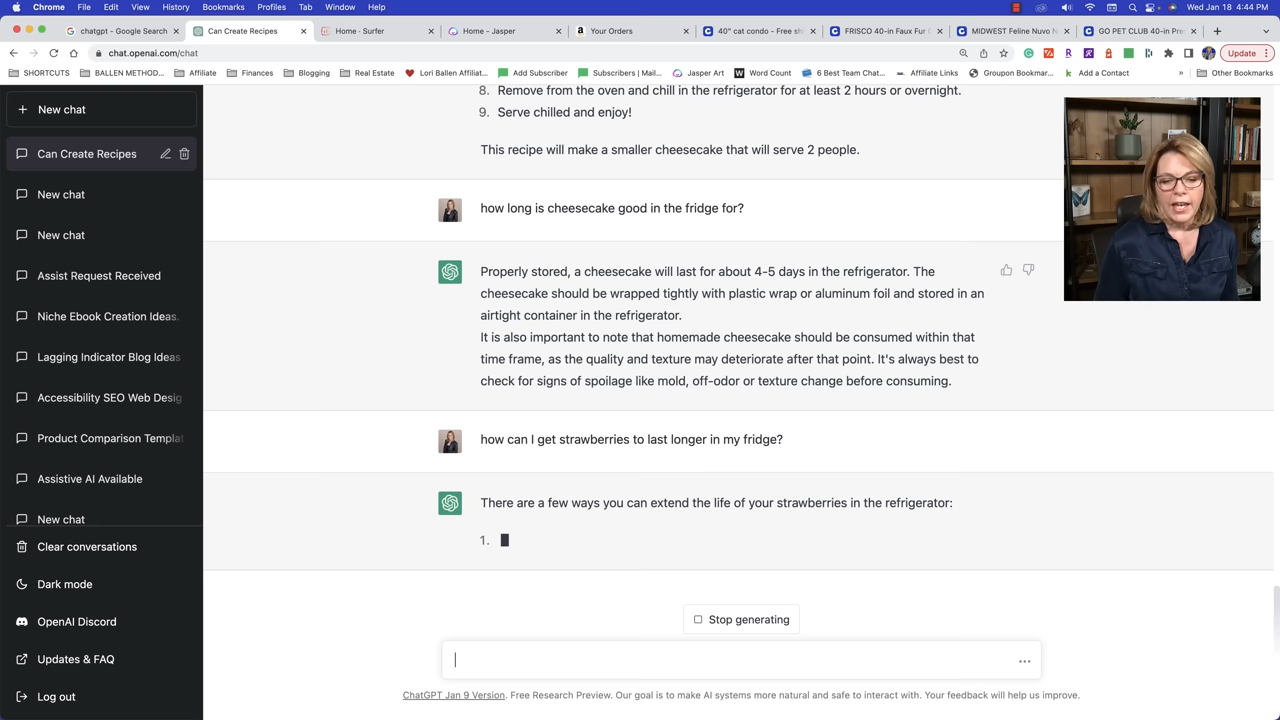 Chrome File Edit View History Bookmarks Profiles Tab Window Help
Wed Jan 18 4:44 PM
chatgpt - Google Search
Can Create Recipes
Home · Surfer
Home - Jasper
Your Orders
40" cat condo - Free sh
FRISCO 40-in Faux Fur C
MIDWEST Feline Nuvo N
GO PET CLUB 40-in Pre
chat.openai.com/chat
Update
SHORTCUTS
BALLEN METHOD...
Affiliate
Finances
Blogging
Real Estate
Lori Ballen Affiliat...
Add Subscriber
Subscribers | Mail...
Jasper Art
Word Count
6 Best Team Chat...
Affiliate Links
Groupon Bookmar...
Add a Contact
»
Other Bookmarks
+ New chat
Can Create Recipes
New chat
New chat
Assist Request Received
Niche Ebook Creation Ideas.
Lagging Indicator Blog Ideas
Accessibility SEO Web Desig
Product Comparison Templat
Assistive AI Available
New chat
Clear conversations
Dark mode
OpenAI Discord
Updates & FAQ
Log out
8. Remove from the oven and chill in the refrigerator for at least 2 hours or overnight.
9. Serve chilled and enjoy!
This recipe will make a smaller cheesecake that will serve 2 people.
how long is cheesecake good in the fridge for?
Properly stored, a cheesecake will last for about 4-5 days in the refrigerator. The
cheesecake should be wrapped tightly with plastic wrap or aluminum foil and stored in an
airtight container in the refrigerator.
It is also important to note that homemade cheesecake should be consumed within that
time frame, as the quality and texture may deteriorate after that point. It's always best to
check for signs of spoilage like mold, off-odor or texture change before consuming.
how can I get strawberries to last longer in my fridge?
There are a few ways you can extend the life of your strawberries in the refrigerator:
1.
Stop generating
ChatGPT Jan 9 Version. Free Research Preview. Our goal is to make AI systems more natural and safe to interact with. Your feedback will help us improve.